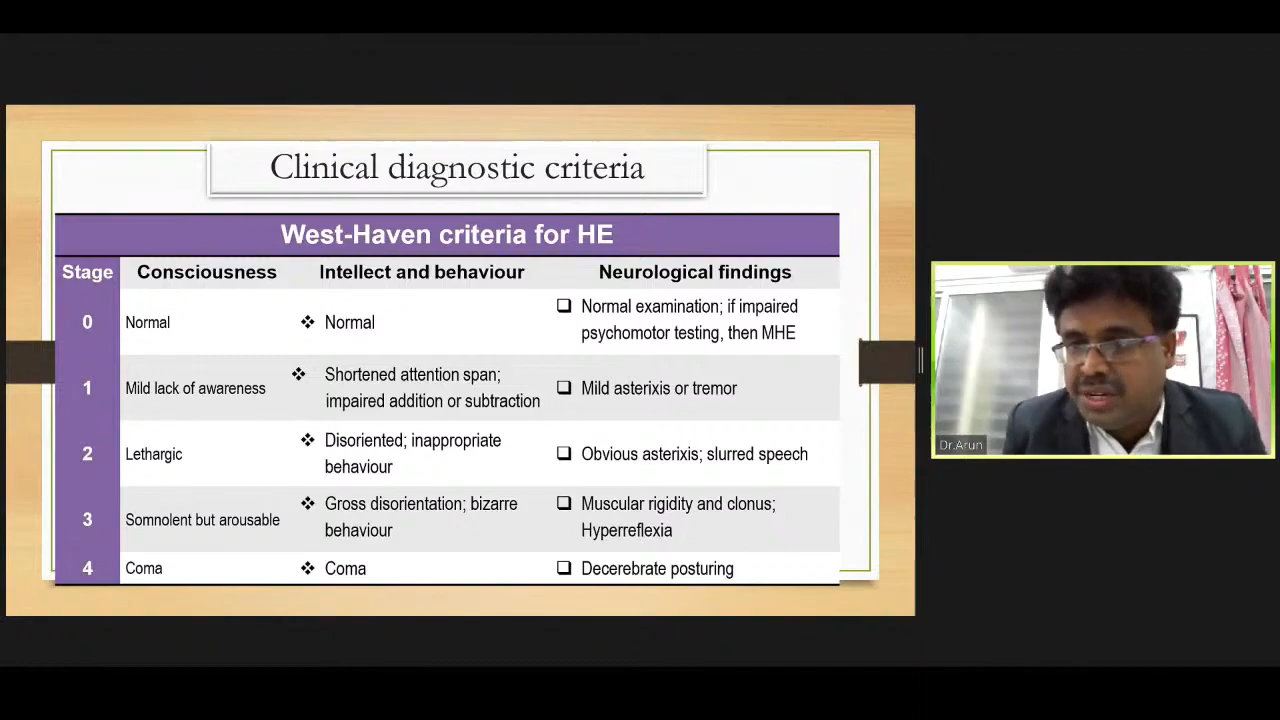 Clinical diagnostic criteria
West-Haven criteria for HE
Stage Consciousness Intellect and behaviour Neurological findings
0 Normal Normal Normal examination; if impaired
psychomotor testing, then MHE
1 Mild lack of awareness Shortened attention span;
impaired addition or subtraction Mild asterixis or tremor
2 Lethargic Disoriented; inappropriate
behaviour Obvious asterixis; slurred speech
3 Somnolent but arousable Gross disorientation; bizarre
behaviour Muscular rigidity and clonus;
Hyperreflexia
4 Coma Coma Decerebrate posturing
Dr.Arun